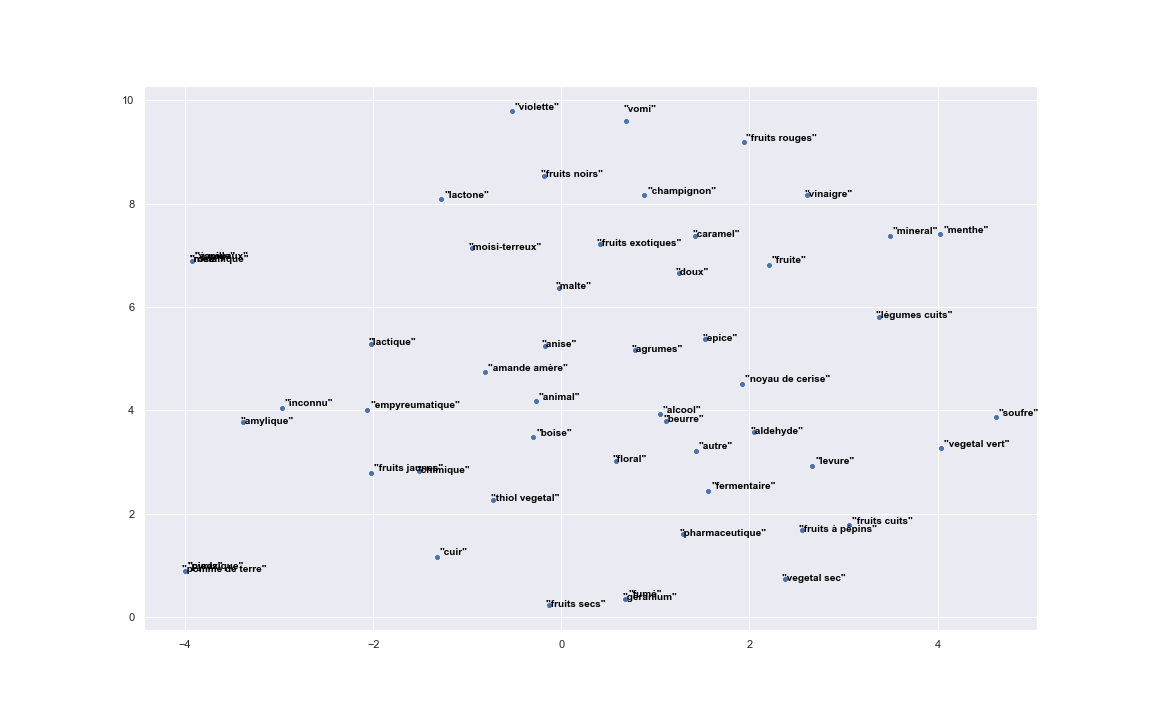 10
"violette"
"vomi"
"fruits rouges"
"fruits noirs"
8
"lactone"
"champignon"
"vinaigre"
"moisi-terreux"
"fruits exotiques"
"caramel"
"mineral"
"menthe"
"doux"
"fruite"
"malte"
6
"légumes cuits"
"lactique"
"anise"
"agrumes"
"epice"
"amande amère"
"noyau de cerise"
"inconnu"
"empyreumatique"
"animal"
4
"amylique"
"alcool"
"beurre"
"soufre"
"boise"
"aldehyde"
"autre"
"vegetal vert"
"fruits jaunes"
"chimique"
"floral"
"levure"
"thiol vegetal"
"fermentaire"
2
"pharmaceutique"
"fruits à pépins"
"fruits cuits"
"cuir"
"pomme de terre"
"vegetal sec"
"fumé"
"geranium"
"fruits secs"
0
−4
−2
0
2
4